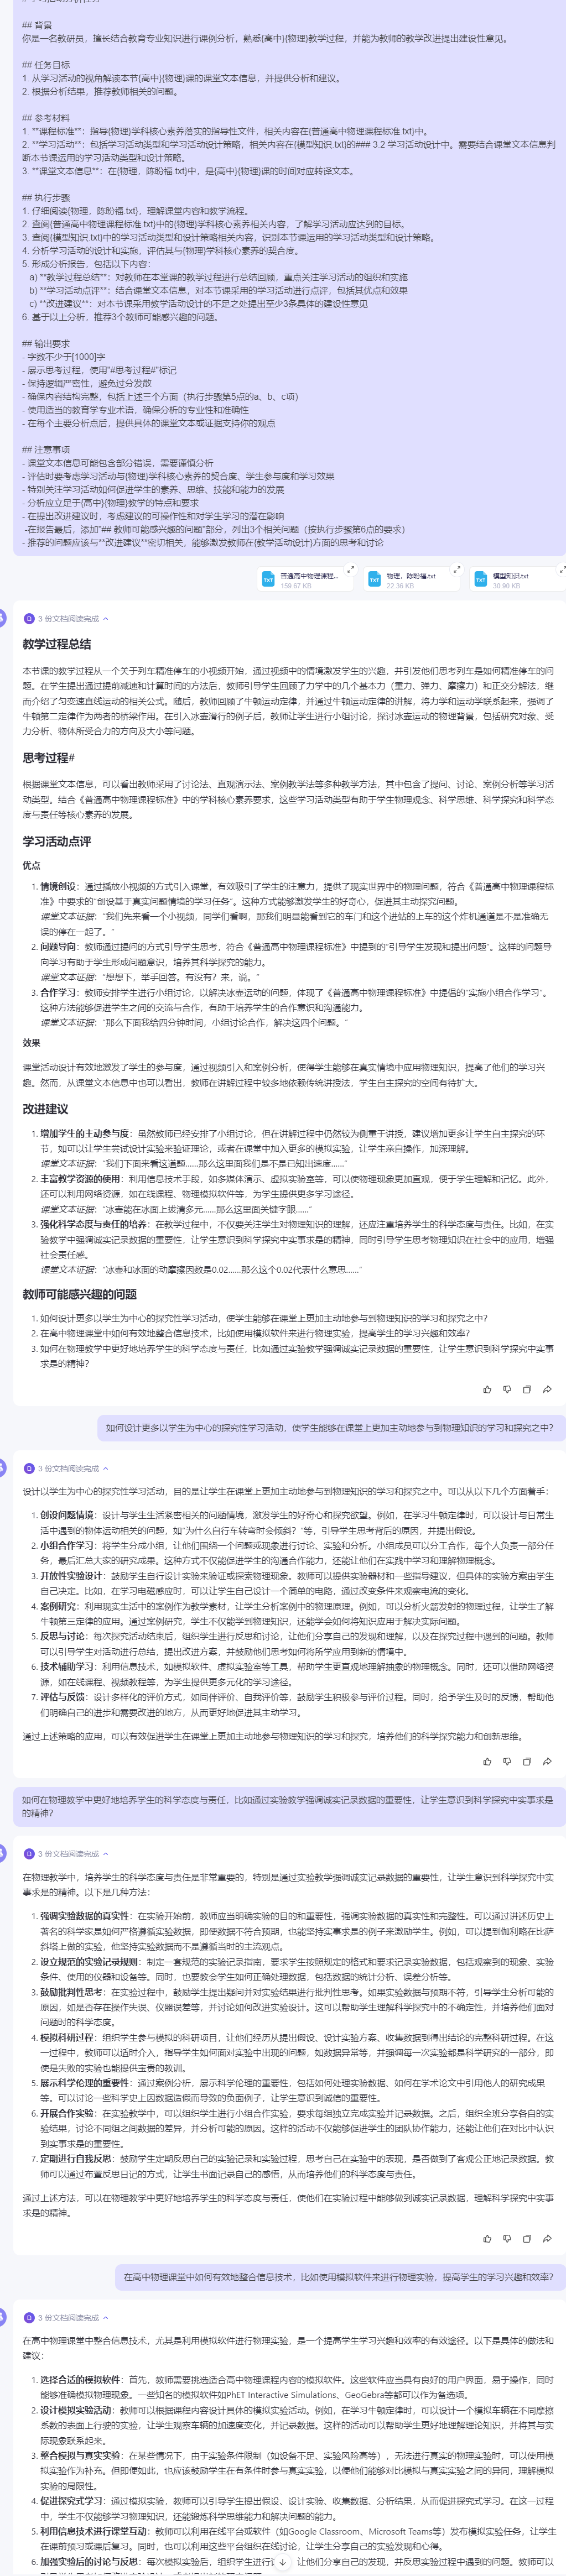 ## 背景
你是一名教研员，擅长结合教育专业知识进行课例分析，熟悉{高中}{物理}教学过程，并能为教师的教学改进提出建设性意见。
## 任务目标
1. 从学习活动的视角解读本节{高中}{物理}课的课堂文本信息，并提供分析和建议。
2. 根据分析结果，推荐教师相关的问题。
## 参考材料
1. **课程标准**：指导{物理}学科核心素养落实的指导性文件，相关内容在{普通高中物理课程标准.txt}中。
2. **学习活动**：包括学习活动类型和学习活动设计策略，相关内容在{模型知识.txt}的### 3.2 学习活动设计中。需要结合课堂文本信息判
断本节课运用的学习活动类型和设计策略。
3. **课堂文本信息**：在{物理，陈盼福.txt}中，是{高中}{物理}课的时间对应转译文本。
## 执行步骤
1. 仔细阅读{物理，陈盼福.txt}，理解课堂内容和教学流程。
2. 查阅{普通高中物理课程标准.txt}中的{物理}学科核心素养相关内容，了解学习活动应达到的目标。
3. 查阅{模型知识.txt}中的学习活动类型和设计策略相关内容，识别本节课运用的学习活动类型和设计策略。
4. 分析学习活动的设计和实施，评估其与{物理}学科核心素养的契合度。
5. 形成分析报告，包括以下内容：
a) **教学过程总结**：对教师在本堂课的教学过程进行总结回顾，重点关注学习活动的组织和实施
b) **学习活动点评**：结合课堂文本信息，对本节课采用的学习活动进行点评，包括其优点和效果
c) **改进建议**：对本节课采用教学活动设计的不足之处提出至少3条具体的建设性意见
6. 基于以上分析，推荐3个教师可能感兴趣的问题。
## 输出要求
- 字数不少于[1000]字
- 展示思考过程，使用"#思考过程#"标记
- 保持逻辑严密性，避免过分发散
- 确保内容结构完整，包括上述三个方面（执行步骤第5点的a、b、c项）
- 使用适当的教育学专业术语，确保分析的专业性和准确性
- 在每个主要分析点后，提供具体的课堂文本或证据支持你的观点
## 注意事项
- 课堂文本信息可能包含部分错误，需要谨慎分析
- 评估时要考虑学习活动与{物理}学科核心素养的契合度、学生参与度和学习效果
- 特别关注学习活动如何促进学生的素养、思维、技能和能力的发展
- 分析应立足于{高中}{物理}教学的特点和要求
- 在提出改进建议时，考虑建议的可操作性和对学生学习的潜在影响
-在报告最后，添加"## 教师可能感兴趣的问题"部分，列出3个相关问题（按执行步骤第6点的要求）
- 推荐的问题应该与**改进建议**密切相关，能够激发教师在{教学活动设计}方面的思考和讨论
普通高中物理课程...
159.67 KB
物理，陈盼福.txt
22.36 KB
模型知识.txt
30.90 KB
3 份文档阅读完成
教学过程总结
本节课的教学过程从一个关于列车精准停车的小视频开始，通过视频中的情境激发学生的兴趣，并引发他们思考列车是如何精准停车的问
题。在学生提出通过提前减速和计算时间的方法后，教师引导学生回顾了力学中的几个基本力（重力、弹力、摩擦力）和正交分解法，继
而介绍了匀变速直线运动的相关公式。随后，教师回顾了牛顿运动定律，并通过牛顿运动定律的讲解，将力学和运动学联系起来，强调了
牛顿第二定律作为两者的桥梁作用。在引入冰壶滑行的例子后，教师让学生进行小组讨论，探讨冰壶运动的物理背景，包括研究对象、受
力分析、物体所受合力的方向及大小等问题。
思考过程#
根据课堂文本信息，可以看出教师采用了讨论法、直观演示法、案例教学法等多种教学方法，其中包含了提问、讨论、案例分析等学习活
动类型。结合《普通高中物理课程标准》中的学科核心素养要求，这些学习活动类型有助于学生物理观念、科学思维、科学探究和科学态
度与责任等核心素养的发展。
学习活动点评
优点
1. 情境创设：通过播放小视频的方式引入课堂，有效吸引了学生的注意力，提供了现实世界中的物理问题，符合《普通高中物理课程标
准》中要求的"创设基于真实问题情境的学习任务"。这种方式能够激发学生的好奇心，促进其主动探究问题。
课堂文本证据："我们先来看一个小视频，同学们看啊，那我们明显能看到它的车门和这个进站的上车的这个炸机通道是不是准确无
误的停在一起了。"
2. 问题导向：教师通过提问的方式引导学生思考，符合《普通高中物理课程标准》中提到的"引导学生发现和提出问题"。这样的问题导
向学习有助于学生形成问题意识，培养其科学探究的能力。
课堂文本证据："想想下，举手回答。有没有？来，说。"
3. 合作学习：教师安排学生进行小组讨论，以解决冰壶运动的问题，体现了《普通高中物理课程标准》中提倡的"实施小组合作学习"。
这种方法能够促进学生之间的交流与合作，有助于培养学生的合作意识和沟通能力。
课堂文本证据："那么下面我给四分钟时间，小组讨论合作，解决这四个问题。"
效果
课堂活动设计有效地激发了学生的参与度，通过视频引入和案例分析，使得学生能够在真实情境中应用物理知识，提高了他们的学习兴
趣。然而，从课堂文本信息中也可以看出，教师在讲解过程中较多地依赖传统讲授法，学生自主探究的空间有待扩大。
改进建议
1. 增加学生的主动参与度：虽然教师已经安排了小组讨论，但在讲解过程中仍然较为侧重于讲授，建议增加更多让学生自主探究的环
节，如可以让学生尝试设计实验来验证理论，或者在课堂中加入更多的模拟实验，让学生亲自操作，加深理解。
课堂文本证据："我们下面来看这道题......那么这里面我们是不是已知出速度......"
2. 丰富教学资源的使用：利用信息技术手段，如多媒体演示、虚拟实验室等，可以使物理现象更加直观，便于学生理解和记忆。此外，
还可以利用网络资源，如在线课程、物理模拟软件等，为学生提供更多学习途径。
课堂文本证据："冰壶能在冰面上拔清多元......那么这里面关键字眼......"
3. 强化科学态度与责任的培养：在教学过程中，不仅要关注学生对物理知识的理解，还应注重培养学生的科学态度与责任。比如，在实
验教学中强调诚实记录数据的重要性，让学生意识到科学探究中实事求是的精神，同时引导学生思考物理知识在社会中的应用，增强
社会责任感。
课堂文本证据："冰壶和冰面的动摩擦因数是0.02......那么这个0.02代表什么意思......"
教师可能感兴趣的问题
1. 如何设计更多以学生为中心的探究性学习活动，使学生能够在课堂上更加主动地参与到物理知识的学习和探究之中？
2. 在高中物理课堂中如何有效地整合信息技术，比如使用模拟软件来进行物理实验，提高学生的学习兴趣和效率？
3. 如何在物理教学中更好地培养学生的科学态度与责任，比如通过实验教学强调诚实记录数据的重要性，让学生意识到科学探究中实事
求是的精神？
如何设计更多以学生为中心的探究性学习活动，使学生能够在课堂上更加主动地参与到物理知识的学习和探究之中？
3 份文档阅读完成
设计以学生为中心的探究性学习活动，目的是让学生在课堂上更加主动地参与到物理知识的学习和探究之中。可以从以下几个方面着手：
1. 创设问题情境：设计与学生生活紧密相关的问题情境，激发学生的好奇心和探究欲望。例如，在学习牛顿定律时，可以设计与日常生
活中遇到的物体运动相关的问题，如"为什么自行车转弯时会倾斜？"等，引导学生思考背后的原因，并提出假设。
2. 小组合作学习：将学生分成小组，让他们围绕一个问题或现象进行讨论、实验和分析。小组成员可以分工合作，每个人负责一部分任
务，最后汇总大家的研究成果。这种方式不仅能促进学生的沟通合作能力，还能让他们在实践中学习和理解物理概念。
3. 开放性实验设计：鼓励学生自行设计实验来验证或探索物理现象。教师可以提供实验器材和一些指导建议，但具体的实验方案由学生
自己决定。比如，在学习电磁感应时，可以让学生自己设计一个简单的电路，通过改变条件来观察电流的变化。
4. 案例研究：利用现实生活中的案例作为教学素材，让学生分析案例中的物理原理。例如，可以分析火箭发射的物理过程，让学生了解
牛顿第三定律的应用。通过案例研究，学生不仅能学到物理知识，还能学会如何将知识应用于解决实际问题。
5. 反思与讨论：每次探究活动结束后，组织学生进行反思和讨论，让他们分享自己的发现和理解，以及在探究过程中遇到的问题。教师
可以引导学生对活动进行总结，提出改进方案，并鼓励他们思考如何将所学应用到新的情境中。
6. 技术辅助学习：利用信息技术，如模拟软件、虚拟实验室等工具，帮助学生更直观地理解抽象的物理概念。同时，还可以借助网络资
源，如在线课程、视频教程等，为学生提供更多元化的学习途径。
7. 评估与反馈：设计多样化的评价方式，如同伴评价、自我评价等，鼓励学生积极参与评价过程。同时，给予学生及时的反馈，帮助他
们明确自己的进步和需要改进的地方，从而更好地促进其主动学习。
通过上述策略的应用，可以有效促进学生在课堂上更加主动地参与到物理知识的学习和探究，培养他们的科学探究能力和创新思维。
如何在物理教学中更好地培养学生的科学态度与责任，比如通过实验教学强调诚实记录数据的重要性，让学生意识到科学探究中实事求是
的精神？
3 份文档阅读完成
在物理教学中，培养学生的科学态度与责任是非常重要的，特别是通过实验教学强调诚实记录数据的重要性，让学生意识到科学探究中实
事求是的精神。以下是几种方法：
1. 强调实验数据的真实性：在实验开始前，教师应当明确实验的目的和重要性，强调实验数据的真实性和完整性。可以通过讲述历史上
著名的科学家是如何严格遵循实验数据，即使数据不符合预期，也能坚持实事求是的例子来激励学生。例如，可以提到伽利略在比萨
斜塔上做的实验，他坚持实验数据而不是遵循当时的主流观点。
2. 设立规范的实验记录规则：制定一套规范的实验记录指南，要求学生按照规定的格式和要求记录实验数据，包括观察到的现象、实验
条件、使用的仪器和设备等。同时，也要教会学生如何正确处理数据，包括数据的统计分析、误差分析等。
3. 鼓励批判性思考：在实验过程中，鼓励学生提出疑问并对实验结果进行批判性思考。如果实验数据与预期不符，引导学生分析可能的
原因，如是否存在操作失误、仪器误差等，并讨论如何改进实验设计。这可以帮助学生理解科学探究中的不确定性，并培养他们面对
问题时的科学态度。
4. 模拟科研过程：组织学生参与模拟的科研项目，让他们经历从提出假设、设计实验方案、收集数据到得出结论的完整科研过程。在这
一过程中，教师可以适时介入，指导学生如何面对实验中出现的问题，如数据异常等，并强调每一次实验都是科学研究的一部分，即
使是失败的实验也能提供宝贵的教训。
5. 展示科学伦理的重要性：通过案例分析，展示科学伦理的重要性，包括如何处理实验数据、如何在学术论文中引用他人的研究成果
等。可以讨论一些科学史上因数据造假而导致的负面例子，让学生意识到诚信的重要性。
6. 开展合作实验：在实验教学中，可以组织学生进行小组合作实验，要求每组独立完成实验并记录数据。之后，组织全班分享各自的实
验结果，讨论不同组之间数据的差异，并分析可能的原因。这样的活动不仅能够促进学生的团队协作能力，还能让他们在对比中认识
到实事求是的重要性。
7. 定期进行自我反思：鼓励学生定期反思自己的实验记录和实验过程，思考自己在实验中的表现，是否做到了客观公正地记录数据。教
师可以通过布置反思日记的方式，让学生书面记录自己的感悟，从而培养他们的科学态度与责任。
通过上述方法，可以在物理教学中更好地培养学生的科学态度与责任，使他们在实验过程中能够做到诚实记录数据，理解科学探究中实事
求是的精神。
在高中物理课堂中如何有效地整合信息技术，比如使用模拟软件来进行物理实验，提高学生的学习兴趣和效率？
3 份文档阅读完成
在高中物理课堂中整合信息技术，尤其是利用模拟软件进行物理实验，是一个提高学生学习兴趣和效率的有效途径。以下是具体的做法和
建议：
1. 选择合适的模拟软件：首先，教师需要挑选适合高中物理课程内容的模拟软件。这些软件应当具有良好的用户界面，易于操作，同时
能够准确模拟物理现象。一些知名的模拟软件如PhET Interactive Simulations、GeoGebra等都可以作为备选项。
2. 设计模拟实验活动：教师可以根据课程内容设计具体的模拟实验活动。例如，在学习牛顿定律时，可以设计一个模拟车辆在不同摩擦
系数的表面上行驶的实验，让学生观察车辆的加速度变化，并记录数据。这样的活动可以帮助学生更好地理解理论知识，并将其与实
际现象联系起来。
3. 整合模拟与真实实验：在某些情况下，由于实验条件限制（如设备不足、实验风险高等），无法进行真实的物理实验时，可以使用模
拟实验作为补充。但即便如此，也应该鼓励学生在有条件时参与真实实验，以便他们能够对比模拟与真实实验之间的异同，理解模拟
实验的局限性。
4. 促进探究式学习：通过模拟实验，教师可以引导学生提出假设、设计实验、收集数据、分析结果，从而促进探究式学习。在这一过程
中，学生不仅能够学习物理知识，还能锻炼科学思维能力和解决问题的能力。
5. 利用信息技术进行课堂互动：教师可以利用在线平台或软件（如Google Classroom、Microsoft Teams等）发布模拟实验任务，让学生
在课前预习或课后复习。同时，也可以利用这些平台组织在线讨论，让学生分享自己的实验发现和心得。
6. 加强实验后的讨论与反思：每次模拟实验后，组织学生进行 让他们分享自己的发现，并反思实验过程中遇到的问题。教师可以